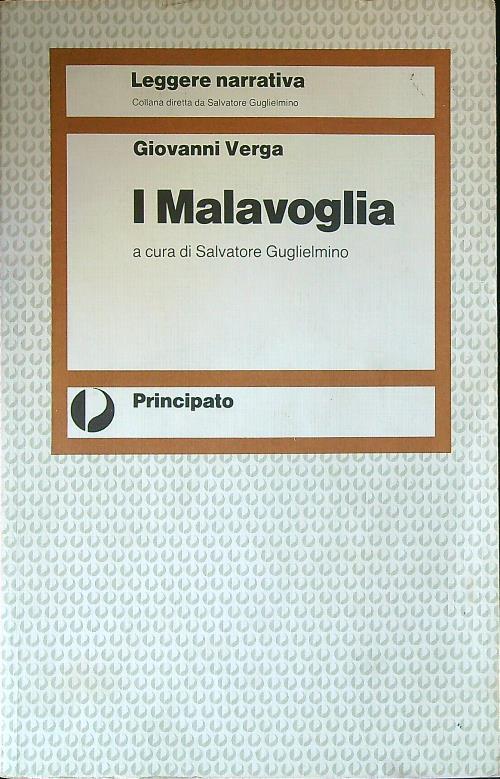 Leggere narrativa
Collana diretta da Salvatore Guglielmino
Giovanni Verga
I Malavoglia
a cura di Salvatore Guglielmino
Principato